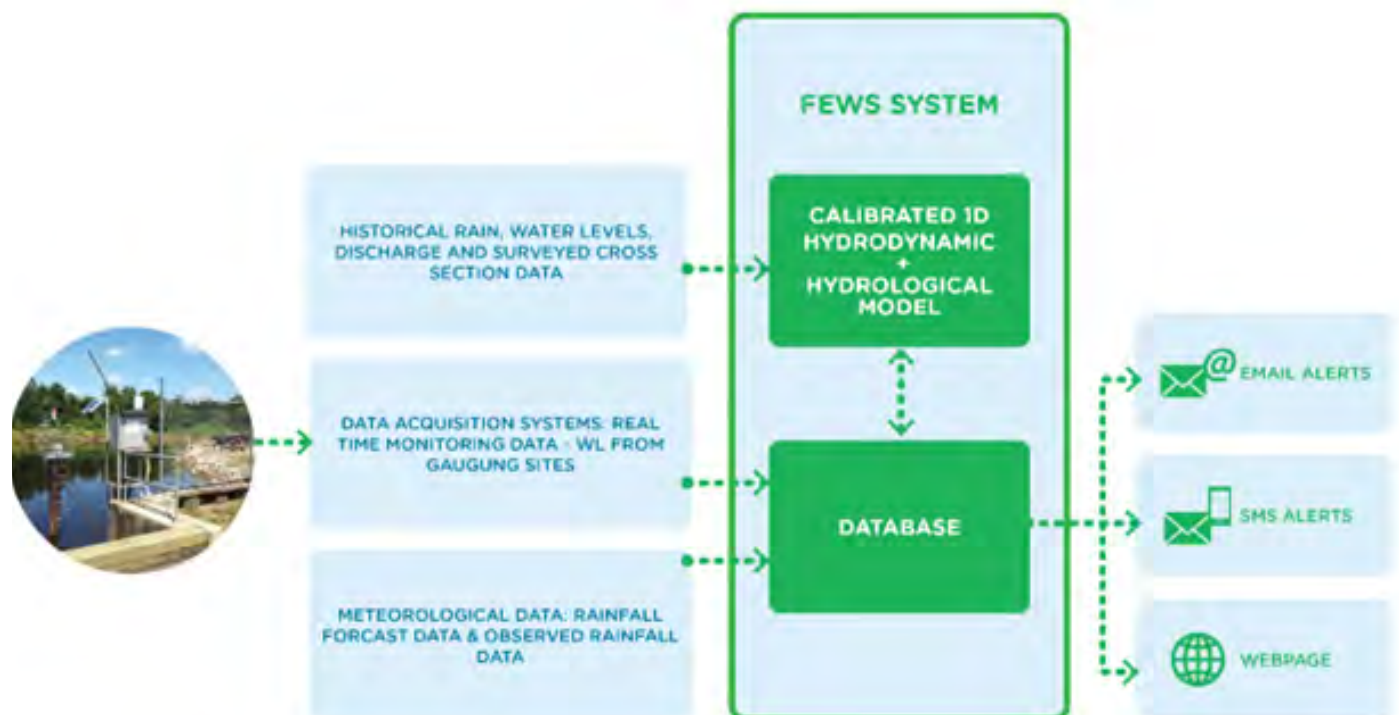 FEWS SYSTEM
HISTORICAL RAIN, WATER LEVELS,
DISCHARGE AND SURVEYED CROSS
SECTION DATA
CALIBRATED 1D
HYDRODYNAMIC
+
HYDROLOGICAL
MODEL
DATA ACQUISITION SYSTEMS: REAL
TIME MONITORING DATA - WL FROM
GAUGUNG SITES
DATABASE
METEOROLOGICAL DATA: RAINFALL
FORCAST DATA & OBSERVED RAINFALL
DATA
@ EMAIL ALERTS
SMS ALERTS
WEBPAGE